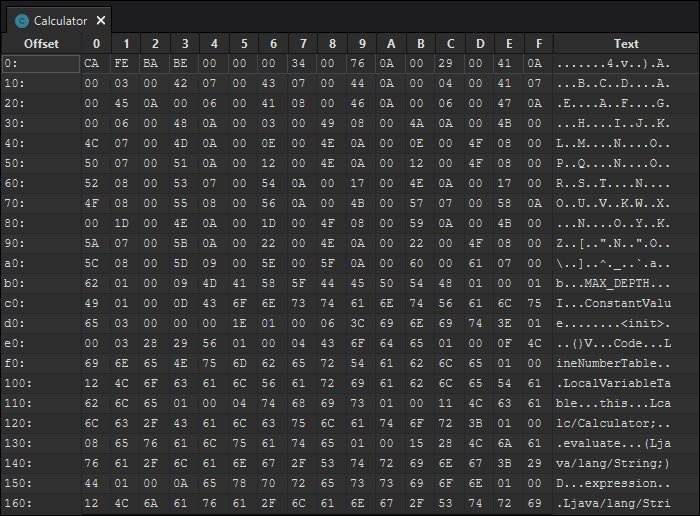 Calculator
Offset 0 1 2 3 4 5 6 7 8 9 A B C D E F Text
0: CA FE BA BE 00 00 00 34 00 76 0A 00 29 00 41 0A .......4.v..).A.
10: 00 03 00 42 07 00 43 07 00 44 0A 00 04 00 41 07 ...B..C..D....A.
20: 00 45 0A 00 06 00 41 08 00 46 0A 00 06 00 47 0A .E....A..F....G.
30: 00 06 00 48 0A 00 03 00 49 08 00 4A 0A 00 4B 00 ...H....I..J..K.
40: 4C 07 00 4D 0A 00 0E 00 4E 0A 00 0E 00 4F 08 00 L..M....N....O..
50: 50 07 00 51 0A 00 12 00 4E 0A 00 12 00 4F 08 00 P..Q....N....O..
60: 52 08 00 53 07 00 54 0A 00 17 00 4E 0A 00 17 00 R..S..T....N....
70: 4F 08 00 55 08 00 56 0A 00 4B 00 57 07 00 58 0A O..U..V..K.W..X.
80: 00 1D 00 4E 0A 00 1D 00 4F 08 00 59 0A 00 4B 00 ...N....O..Y..K.
90: 5A 07 00 5B 0A 00 22 00 4E 0A 00 22 00 4F 08 00 Z..[..".N..".O..
a0: 5C 08 00 5D 09 00 5E 00 5F 0A 00 60 00 61 07 00 \..]..^._..`.a..
b0: 62 01 00 09 4D 41 58 5F 44 45 50 54 48 01 00 01 b...MAX_DEPTH...
c0: 49 01 00 0D 43 6F 6E 73 74 61 6E 74 56 61 6C 75 I...ConstantValu
d0: 65 03 00 00 00 1E 01 00 06 3C 69 6E 69 74 3E 01 e........<init>.
e0: 00 03 28 29 56 01 00 04 43 6F 64 65 01 00 0F 4C ..()V...Code...L
f0: 69 6E 65 4E 75 6D 62 65 72 54 61 62 6C 65 01 00 ineNumberTable..
100: 12 4C 6F 63 61 6C 56 61 72 69 61 62 6C 65 54 61 .LocalVariableTa
110: 62 6C 65 01 00 04 74 68 69 73 01 00 11 4C 63 61 ble...this...Lca
120: 6C 63 2F 43 61 6C 63 75 6C 61 74 6F 72 3B 01 00 lc/Calculator;..
130: 08 65 76 61 6C 75 61 74 65 01 00 15 28 4C 6A 61 .evaluate...(Lja
140: 76 61 2F 6C 61 6E 67 2F 53 74 72 69 6E 67 3B 29 va/lang/String;)
150: 44 01 00 0A 65 78 70 72 65 73 73 69 6F 6E 01 00 D...expression..
160: 12 4C 6A 61 76 61 2F 6C 61 6E 67 2F 53 74 72 69 .Ljava/lang/Stri